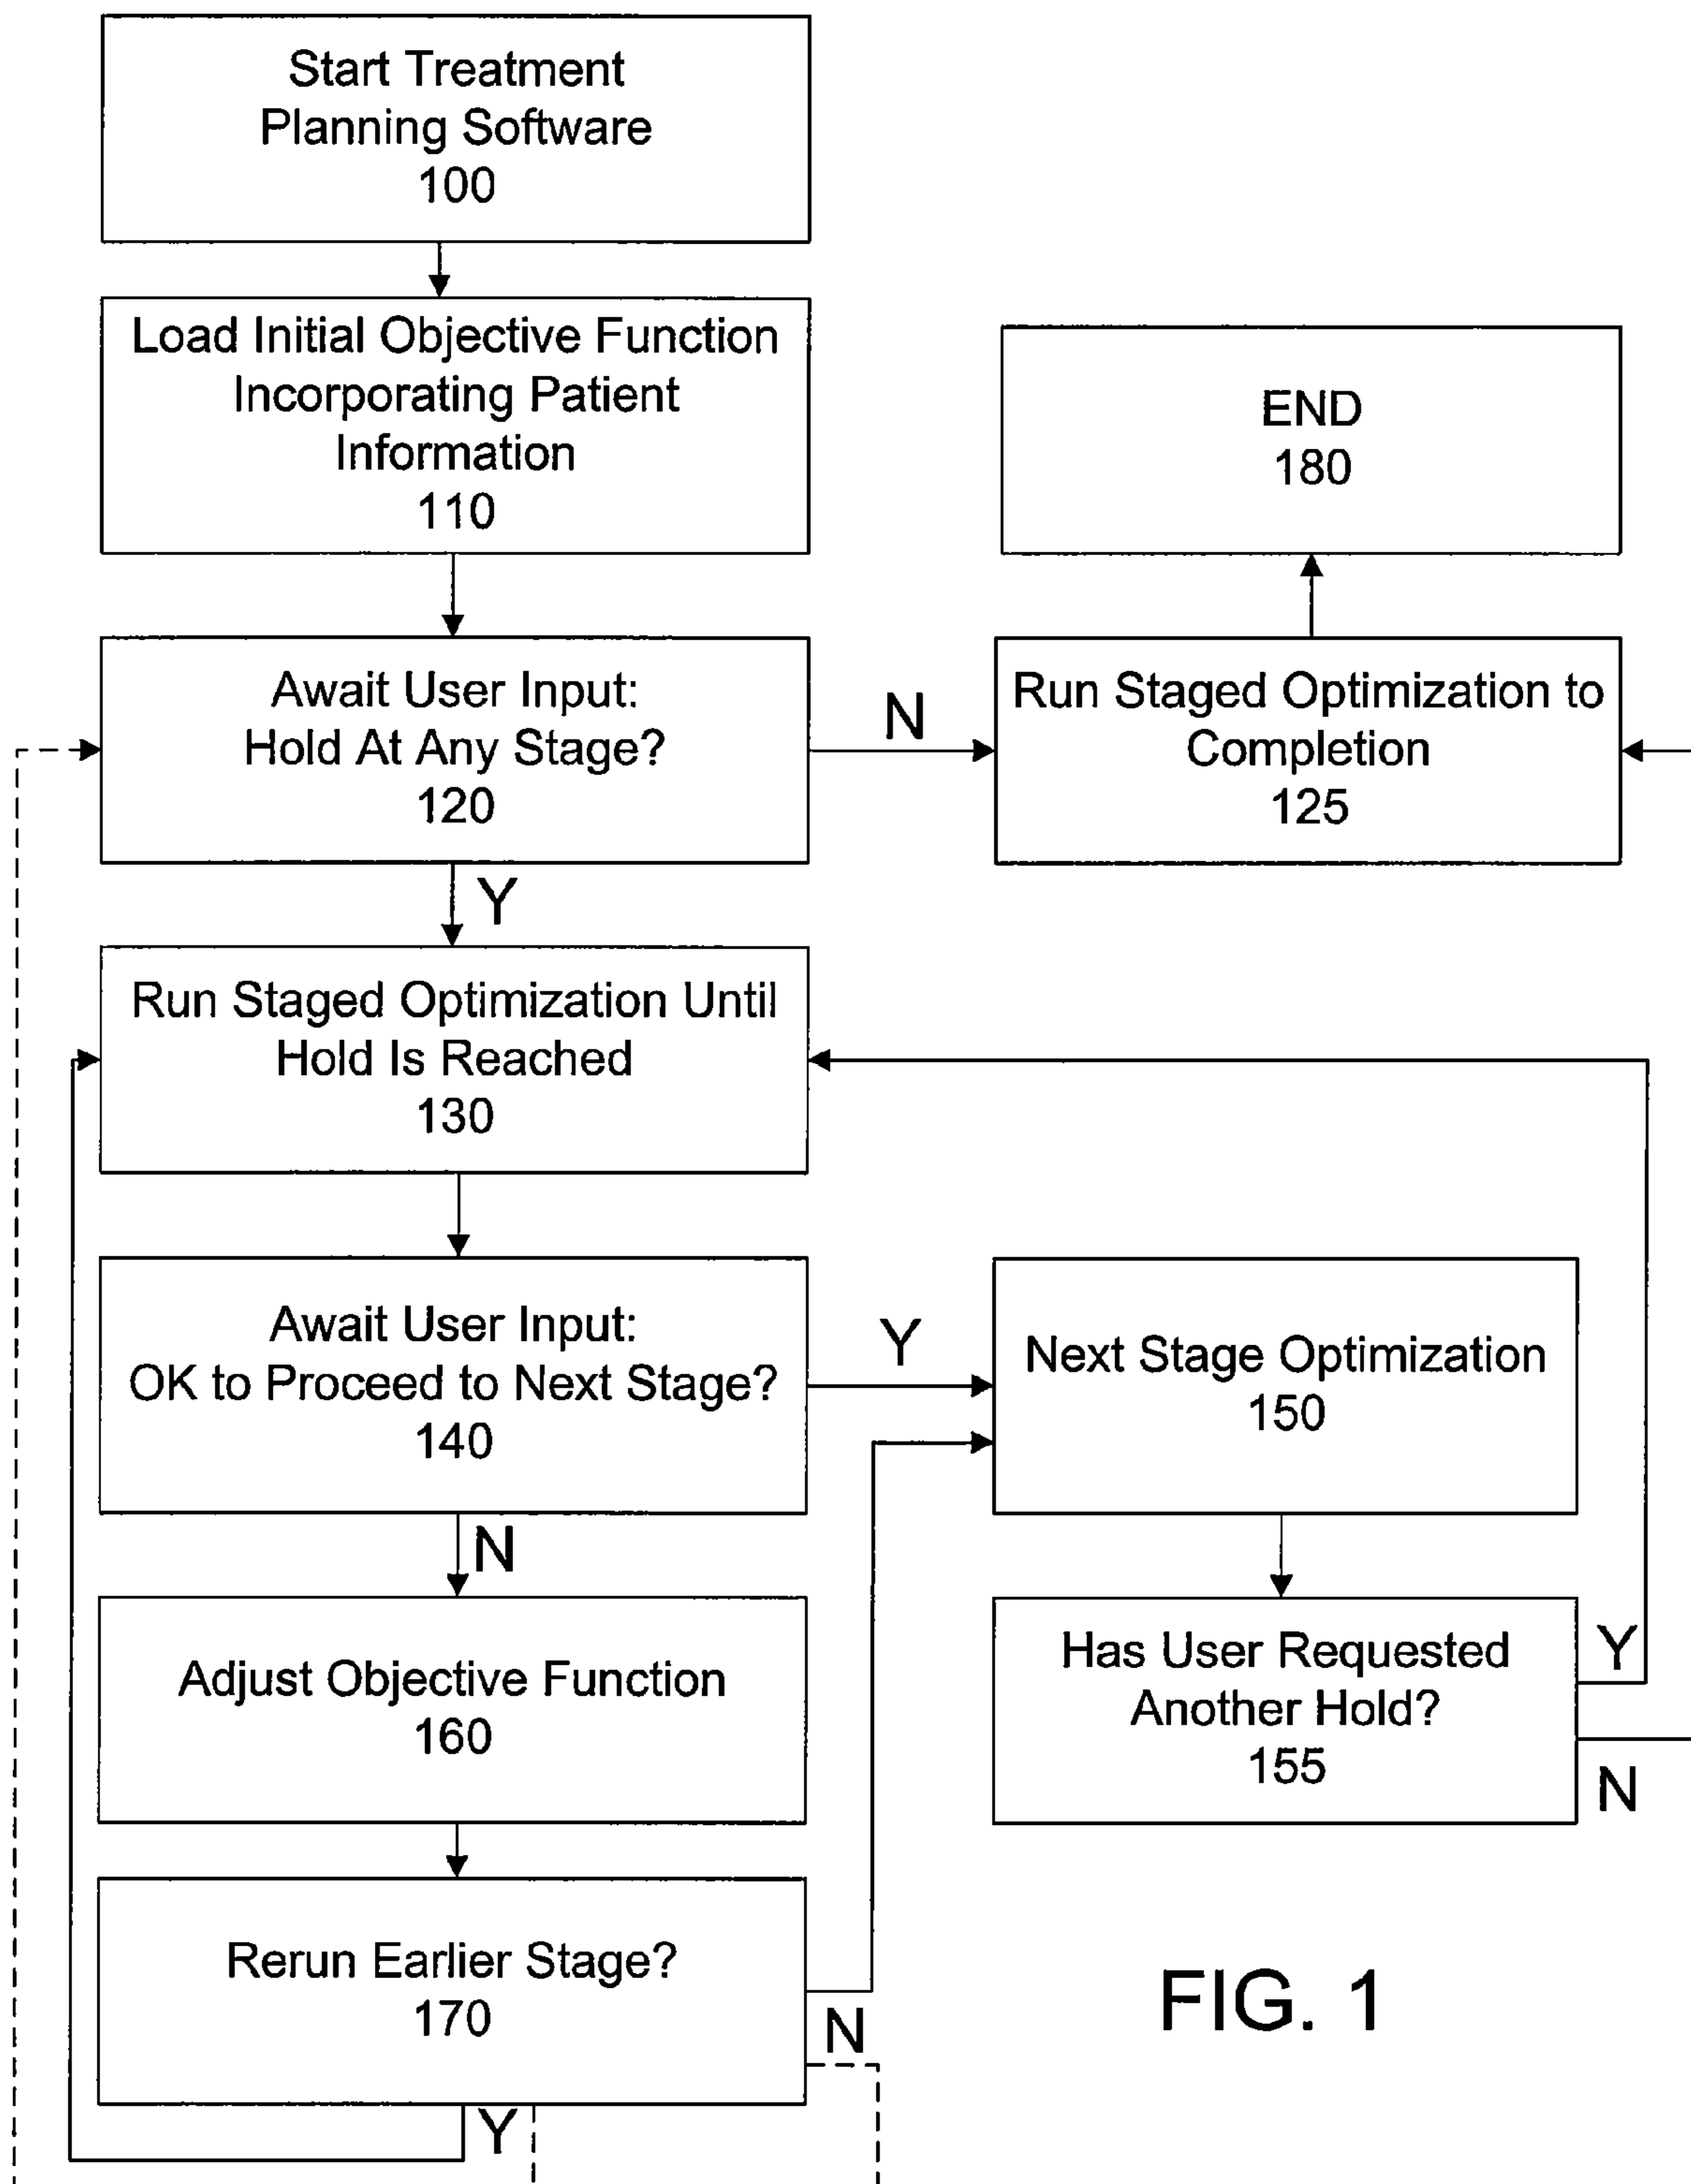 Start Treatment
Planning Software
100
Load Initial Objective Function
Incorporating Patient
Information
110
END
180
Await User Input:
Hold At Any Stage?
120
N
Run Staged Optimization to
Completion
125
Y
Run Staged Optimization Until
Hold Is Reached
130
Await User Input:
OK to Proceed to Next Stage?
140
Y
Next Stage Optimization
150
N
Adjust Objective Function
160
Has User Requested
Another Hold?
155
Y
N
Rerun Earlier Stage?
170
N
Y
FIG. 1